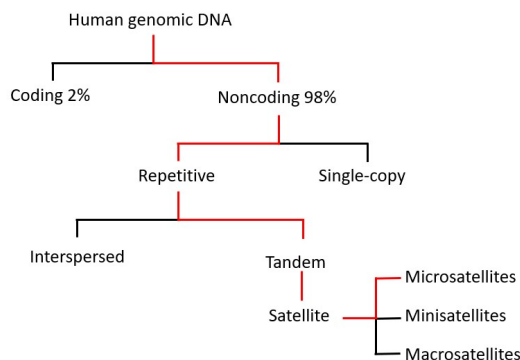 Human genomic DNA
Coding 2%
Noncoding 98%
Repetitive
Single-copy
Interspersed
Tandem
Satellite
Microsatellites
Minisatellites
Macrosatellites